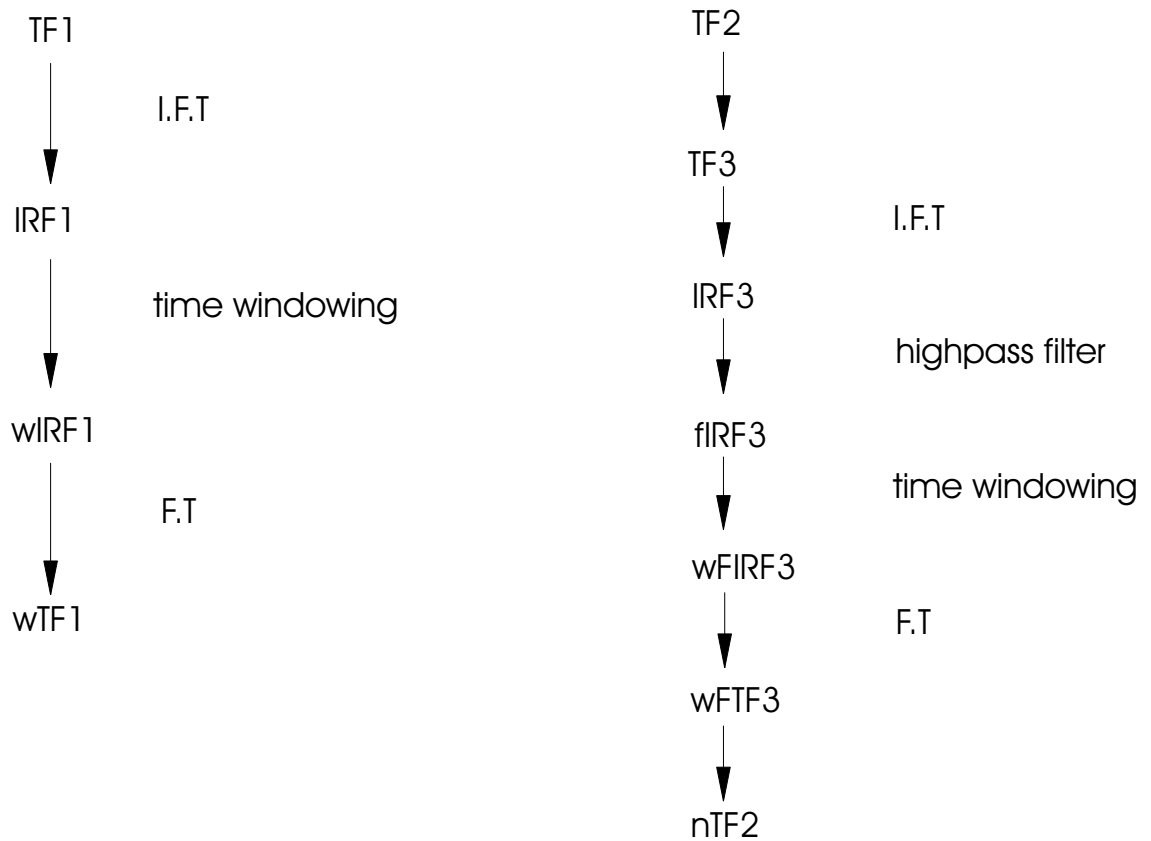 TF1
I.F.T
IRF1
time windowing
wIRF1
F.T
wTF1
TF2
TF3
I.F.T
IRF3
highpass filter
fIRF3
time windowing
wFIRF3
F.T
wFTF3
nTF2